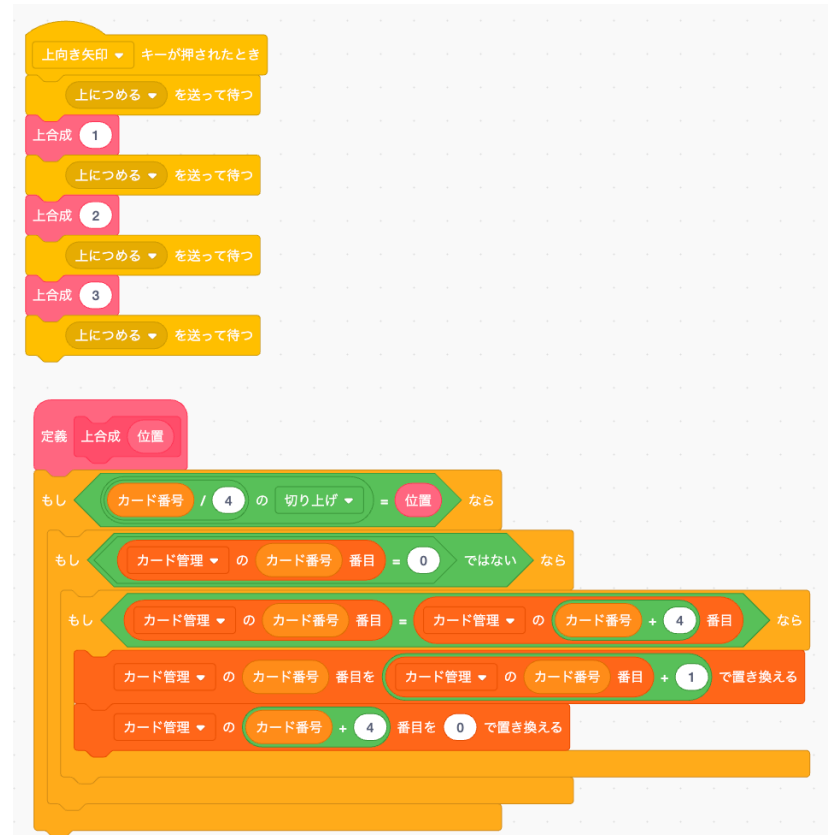 上向き矢印 キーが押されたとき
上につめる を送って待つ
上合成 1
上につめる を送って待つ
上合成 2
上につめる を送って待つ
上合成 3
上につめる を送って待つ
定義 上合成 位置
もし カード番号 / 4 の 切り上げ = 位置 なら
もし カード管理 の カード番号 番目 = 0 ではない なら
もし カード管理 の カード番号 番目 = カード管理 の カード番号 + 4 番目 なら
カード管理 の カード番号 番目を カード管理 の カード番号 番目 + 1 で置き換える
カード管理 の カード番号 + 4 番目を 0 で置き換える